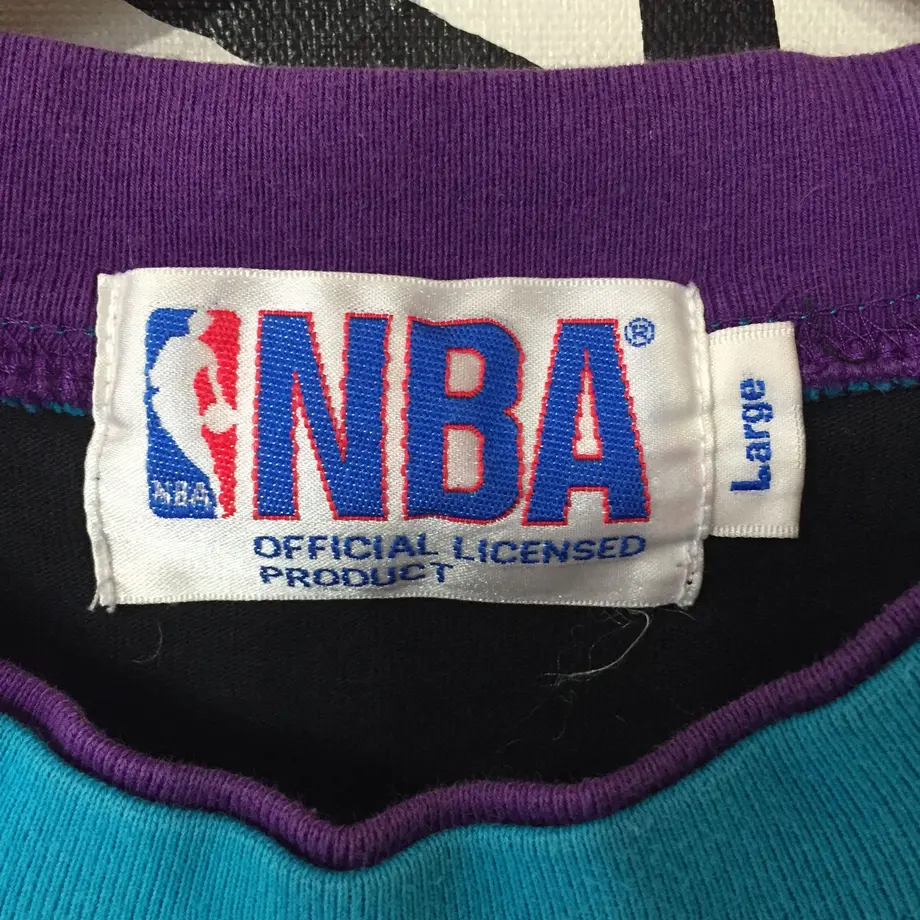 NBA
NBA®
OFFICIAL LICENSED
PRODUCT
Large